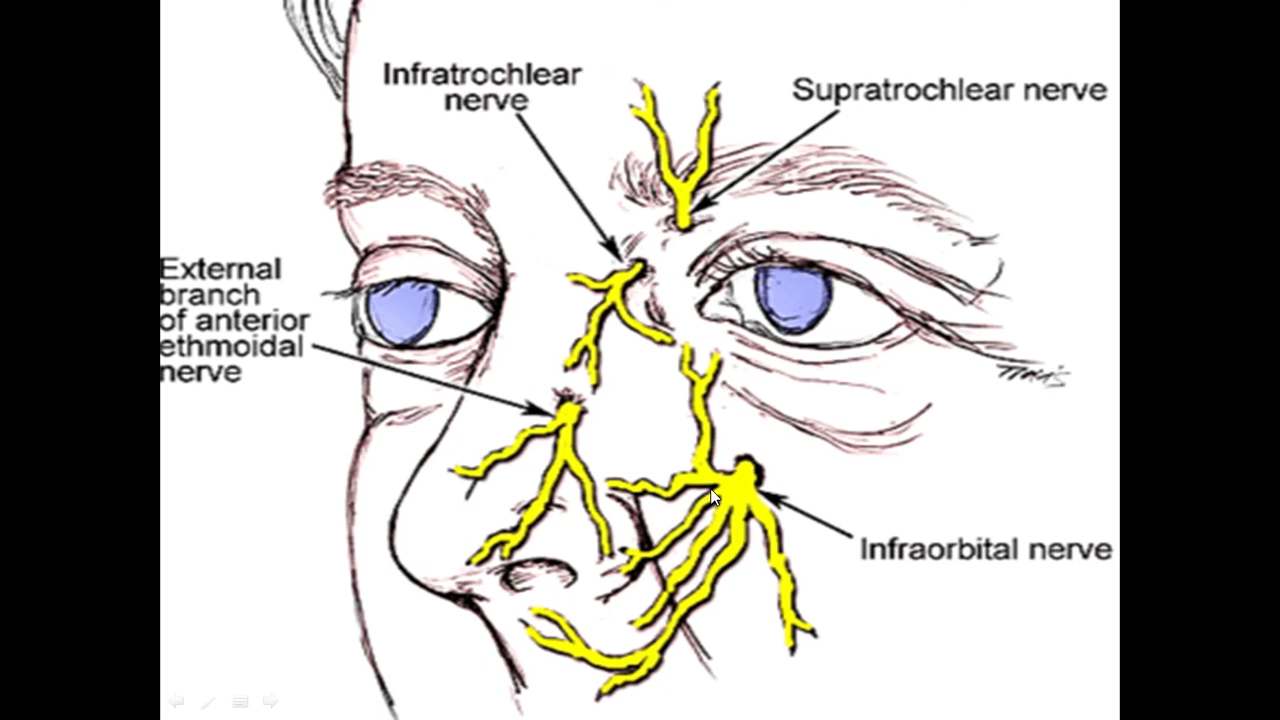 Infratrochlear
nerve
Supratrochlear nerve
External
branch
of anterior
ethmoidal
nerve
Infraorbital nerve